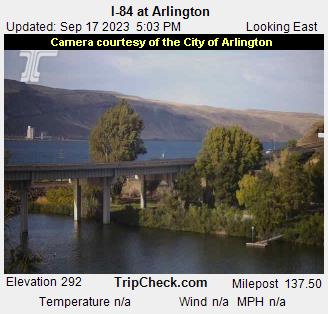 I-84 at Arlington
Updated: Sep 17 2023 5:03 PM Looking East
Camera courtesy of the City of Arlington
Elevation 292 TripCheck.com Milepost 137.50
Temperature n/a Wind n/a MPH n/a